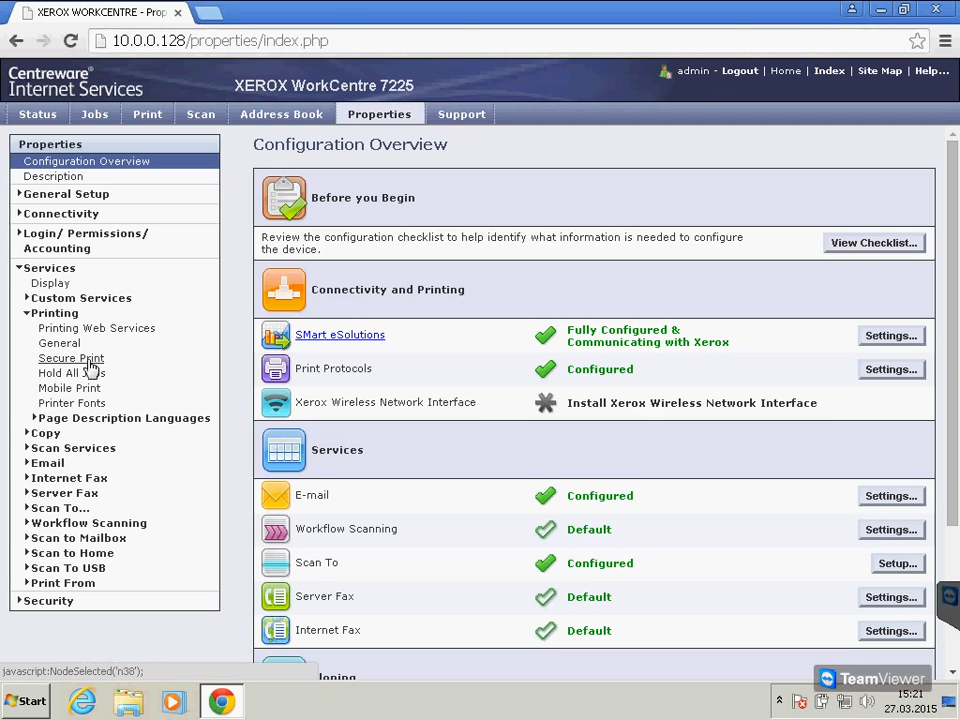 XEROX WORKCENTRE - Prop
10.0.0.128/properties/index.php
Centreware®
Internet Services
XEROX WorkCentre 7225
admin - Logout | Home | Index | Site Map | Help...
Status
Jobs
Print
Scan
Address Book
Properties
Support
Properties
Configuration Overview
Description
General Setup
Connectivity
Login/ Permissions/
Accounting
Services
Display
Custom Services
Printing
Printing Web Services
General
Secure Print
Hold All
Mobile Print
Printer Fonts
Page Description Languages
Copy
Scan Services
Email
Internet Fax
Server Fax
Scan To...
Workflow Scanning
Scan to Mailbox
Scan to Home
Scan To USB
Print From
Security
Configuration Overview
Before you Begin
Review the configuration checklist to help identify what information is needed to configure
the device.
View Checklist...
Connectivity and Printing
SMart eSolutions
Fully Configured &
Communicating with Xerox
Settings...
Print Protocols
Configured
Settings...
Xerox Wireless Network Interface
Install Xerox Wireless Network Interface
Services
E-mail
Configured
Settings...
Workflow Scanning
Default
Settings...
Scan To
Configured
Setup...
Server Fax
Default
Settings...
Internet Fax
Default
Settings...
javascript:NodeSelected('n38');
TeamViewer
Start
15:21
27.03.2015